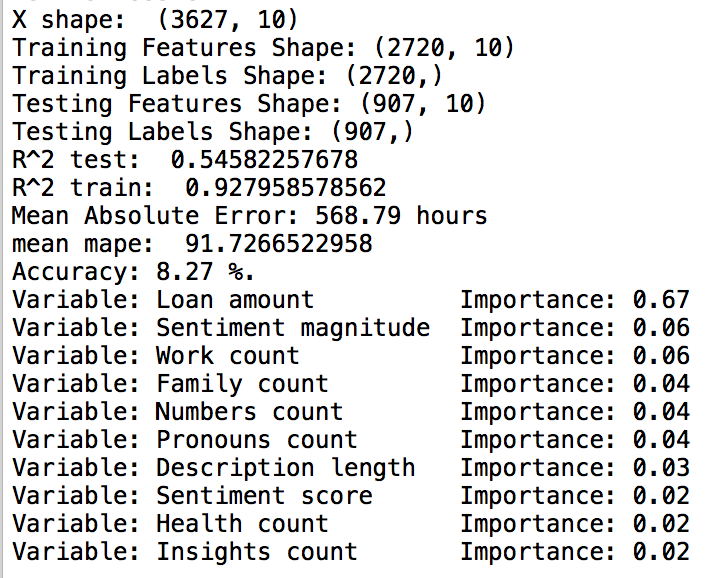 X shape:  (3627, 10)
Training Features Shape: (2720, 10)
Training Labels Shape: (2720,)
Testing Features Shape: (907, 10)
Testing Labels Shape: (907,)
R^2 test:  0.54582257678
R^2 train:  0.927958578562
Mean Absolute Error: 568.79 hours
mean mape:  91.7266522958
Accuracy: 8.27 %.
Variable: Loan amount          Importance: 0.67
Variable: Sentiment magnitude  Importance: 0.06
Variable: Work count           Importance: 0.06
Variable: Family count         Importance: 0.04
Variable: Numbers count        Importance: 0.04
Variable: Pronouns count       Importance: 0.04
Variable: Description length   Importance: 0.03
Variable: Sentiment score      Importance: 0.02
Variable: Health count         Importance: 0.02
Variable: Insights count       Importance: 0.02